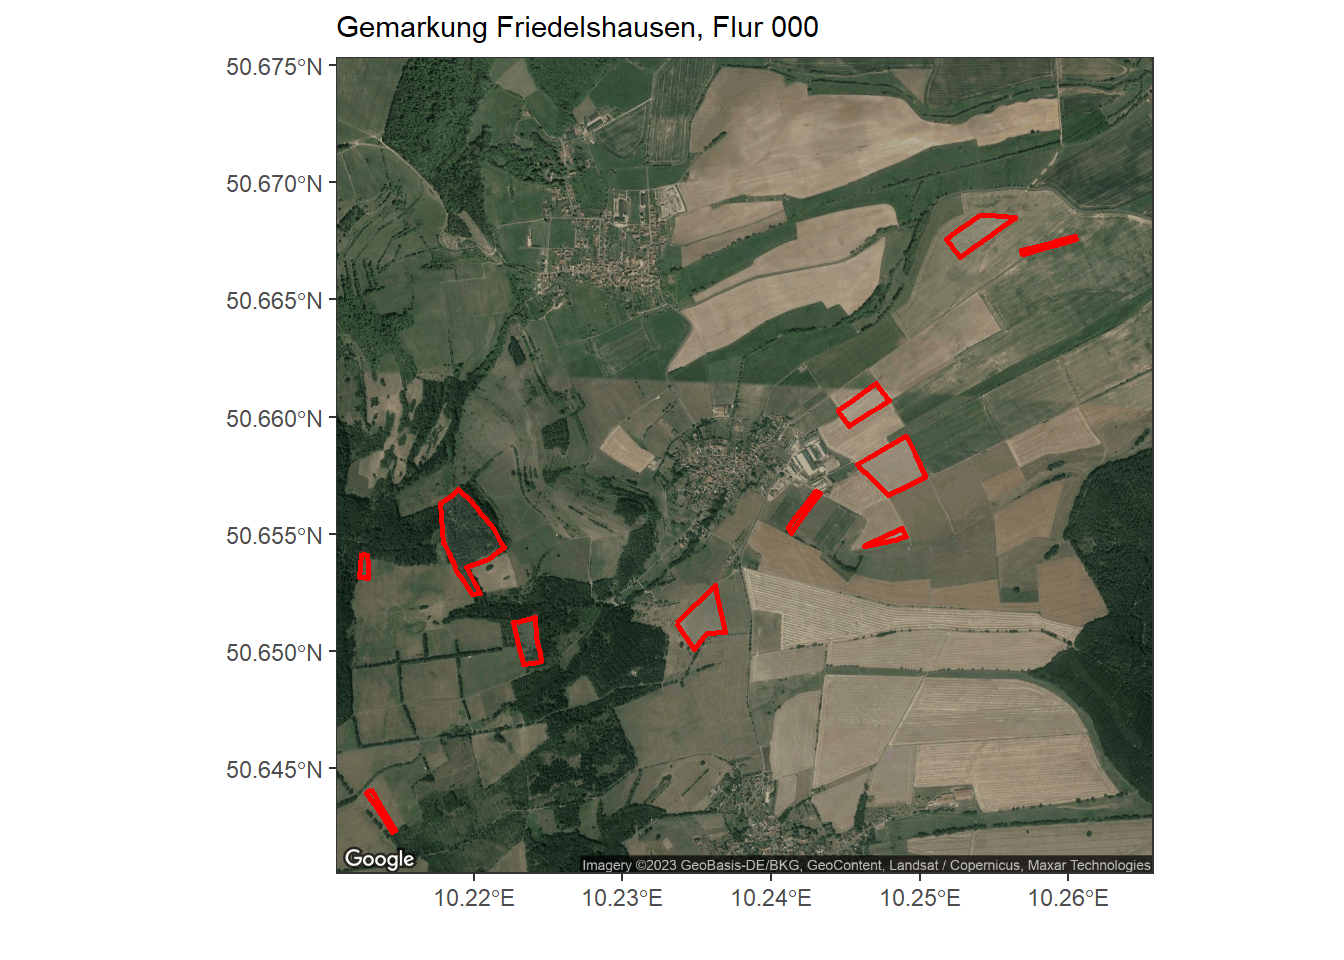 Gemarkung Friedelshausen, Flur 000
50.675°N
50.670°N
50.665°N
50.660°N
50.655°N
50.650°N
50.645°N
Google
Imagery ©2023 GeoBasis-DE/BKG, GeoContent, Landsat / Copernicus, Maxar Technologies
10.22°E
10.23°E
10.24°E
10.25°E
10.26°E